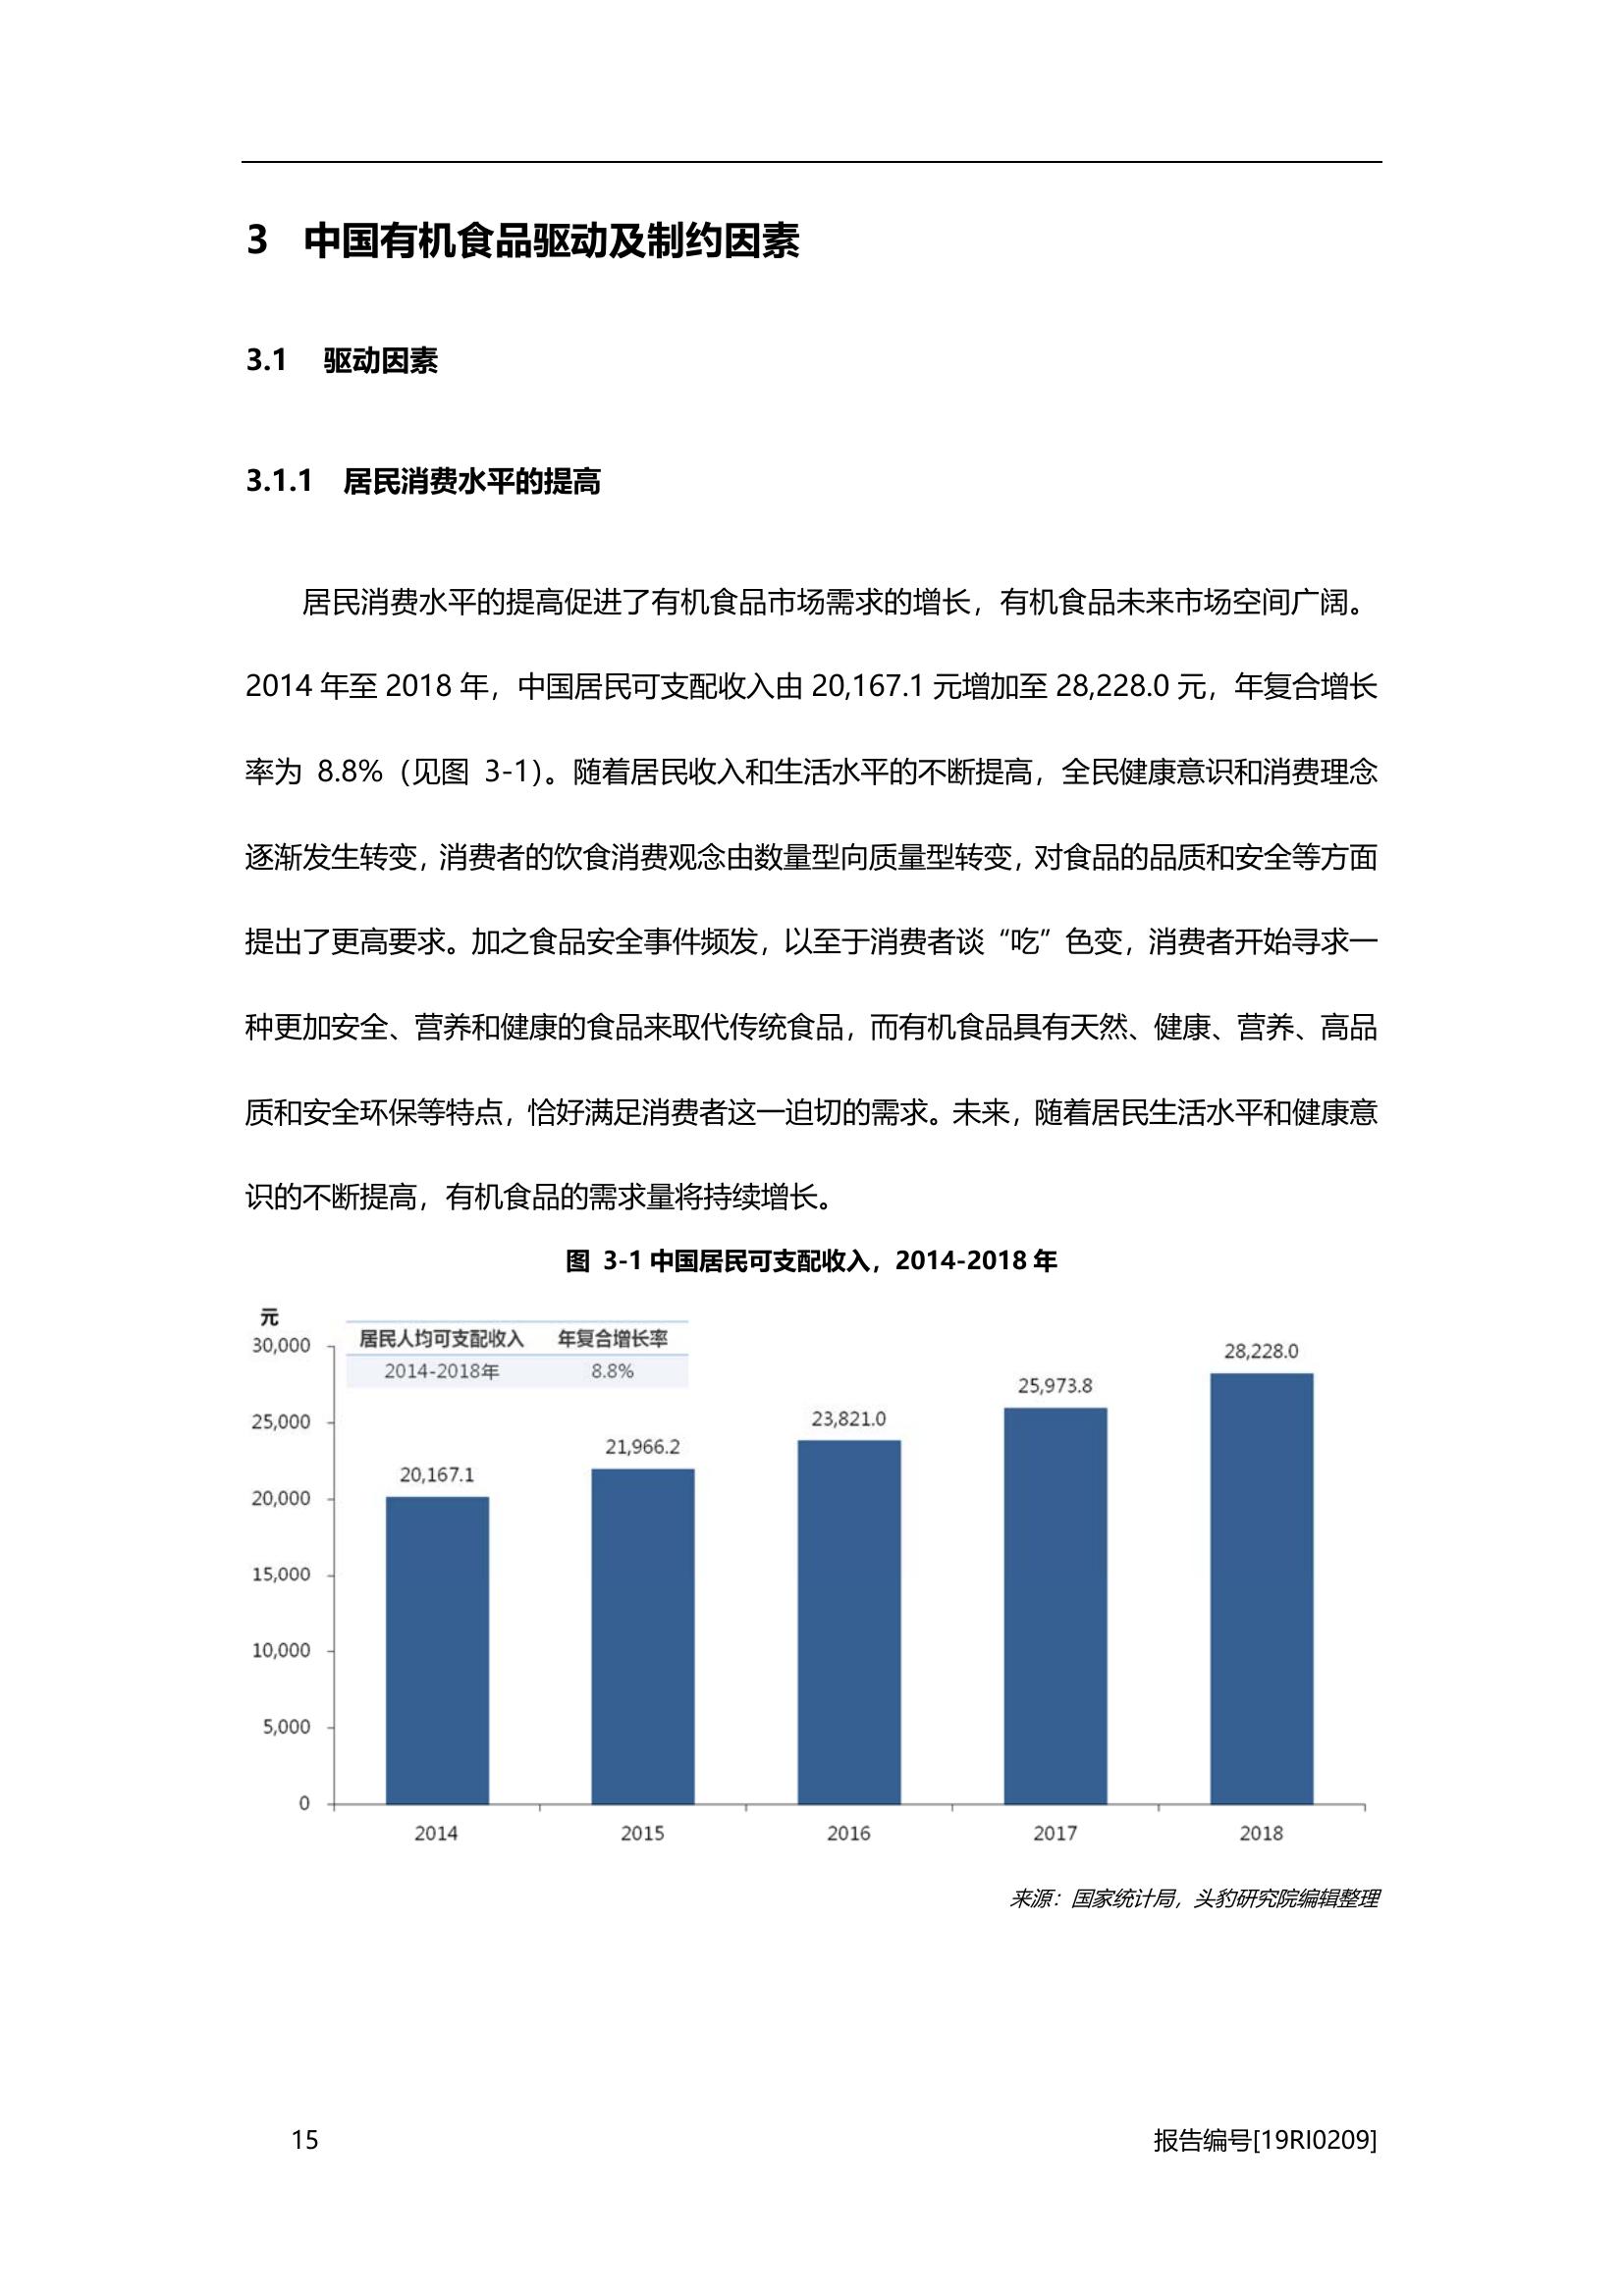 3 中国有机食品驱动及制约因素
3.1 驱动因素
3.1.1 居民消费水平的提高
居民消费水平的提高促进了有机食品市场需求的增长，有机食品未来市场空间广阔。
2014 年至 2018 年，中国居民可支配收入由 20,167.1 元增加至 28,228.0 元，年复合增长
率为 8.8%（见图 3-1）。随着居民收入和生活水平的不断提高，全民健康意识和消费理念
逐渐发生转变，消费者的饮食消费观念由数量型向质量型转变，对食品的品质和安全等方面
提出了更高要求。加之食品安全事件频发，以至于消费者谈“吃”色变，消费者开始寻求一
种更加安全、营养和健康的食品来取代传统食品，而有机食品具有天然、健康、营养、高品
质和安全环保等特点，恰好满足消费者这一迫切的需求。未来，随着居民生活水平和健康意
识的不断提高，有机食品的需求量将持续增长。
图 3-1 中国居民可支配收入，2014-2018 年
元
居民人均可支配收入 年复合增长率
2014-2018年 8.8%
30,000
25,000
20,000
15,000
10,000
5,000
0
20,167.1
21,966.2
23,821.0
25,973.8
28,228.0
2014 2015 2016 2017 2018
来源：国家统计局，头豹研究院编辑整理
15 报告编号[19RI0209]